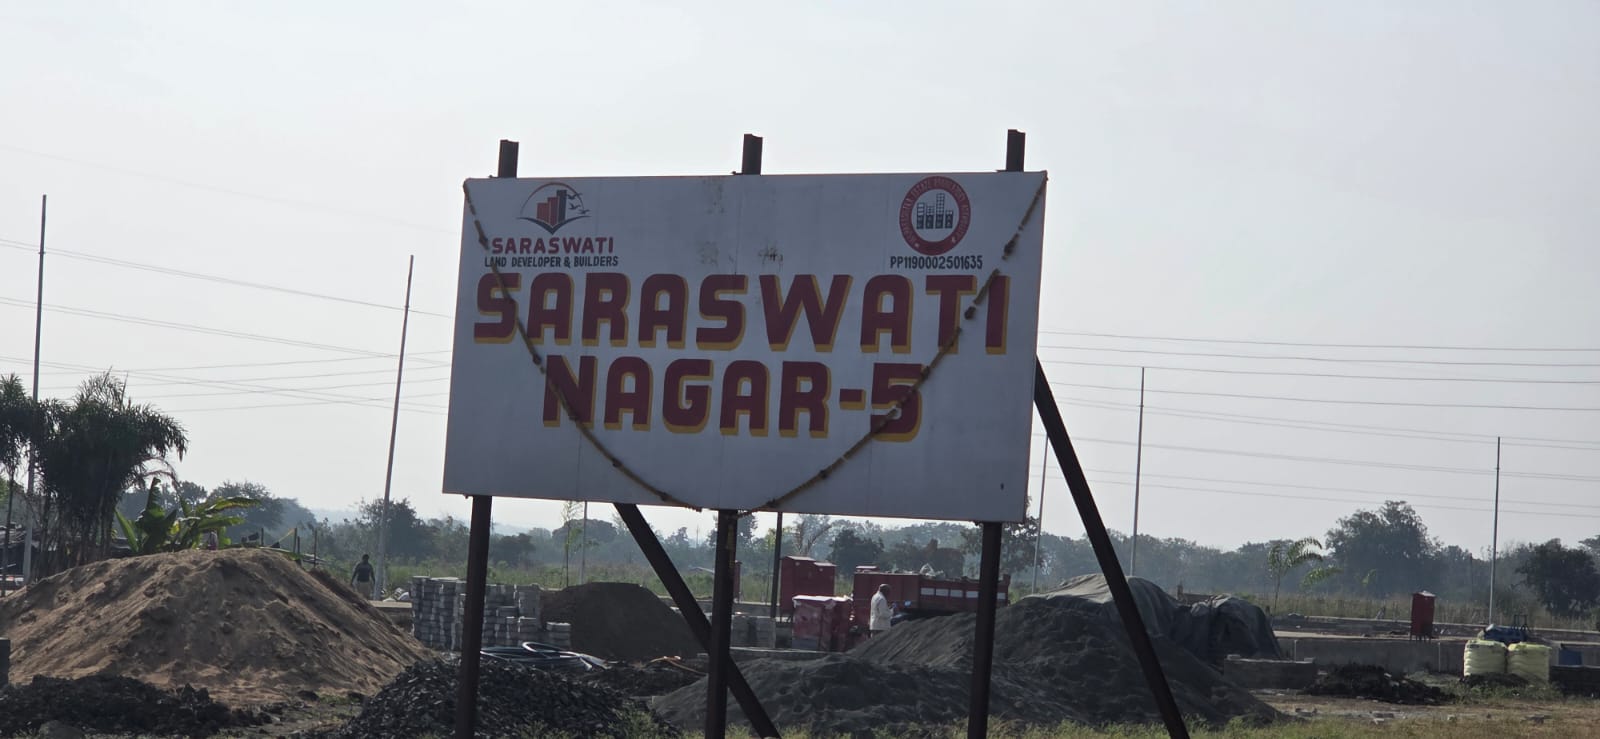 SARASWATI
LAND DEVELOPER & BUILDERS
PP1190002501635
SARASWATI
NAGAR-5